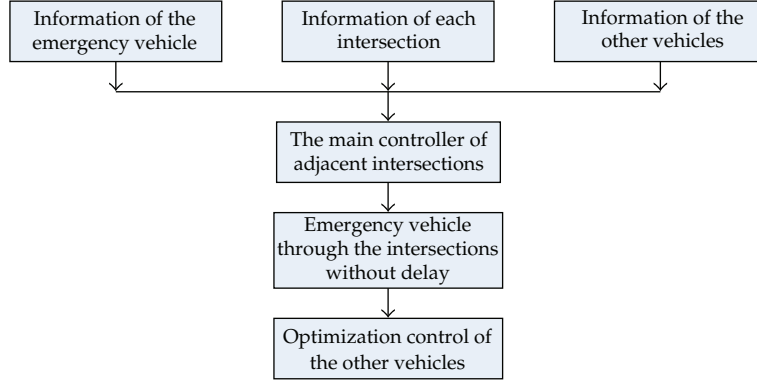 Information of the
emergency vehicle
Information of each
intersection
Information of the
other vehicles
The main controller of
adjacent intersections
Emergency vehicle
through the intersections
without delay
Optimization control of
the other vehicles